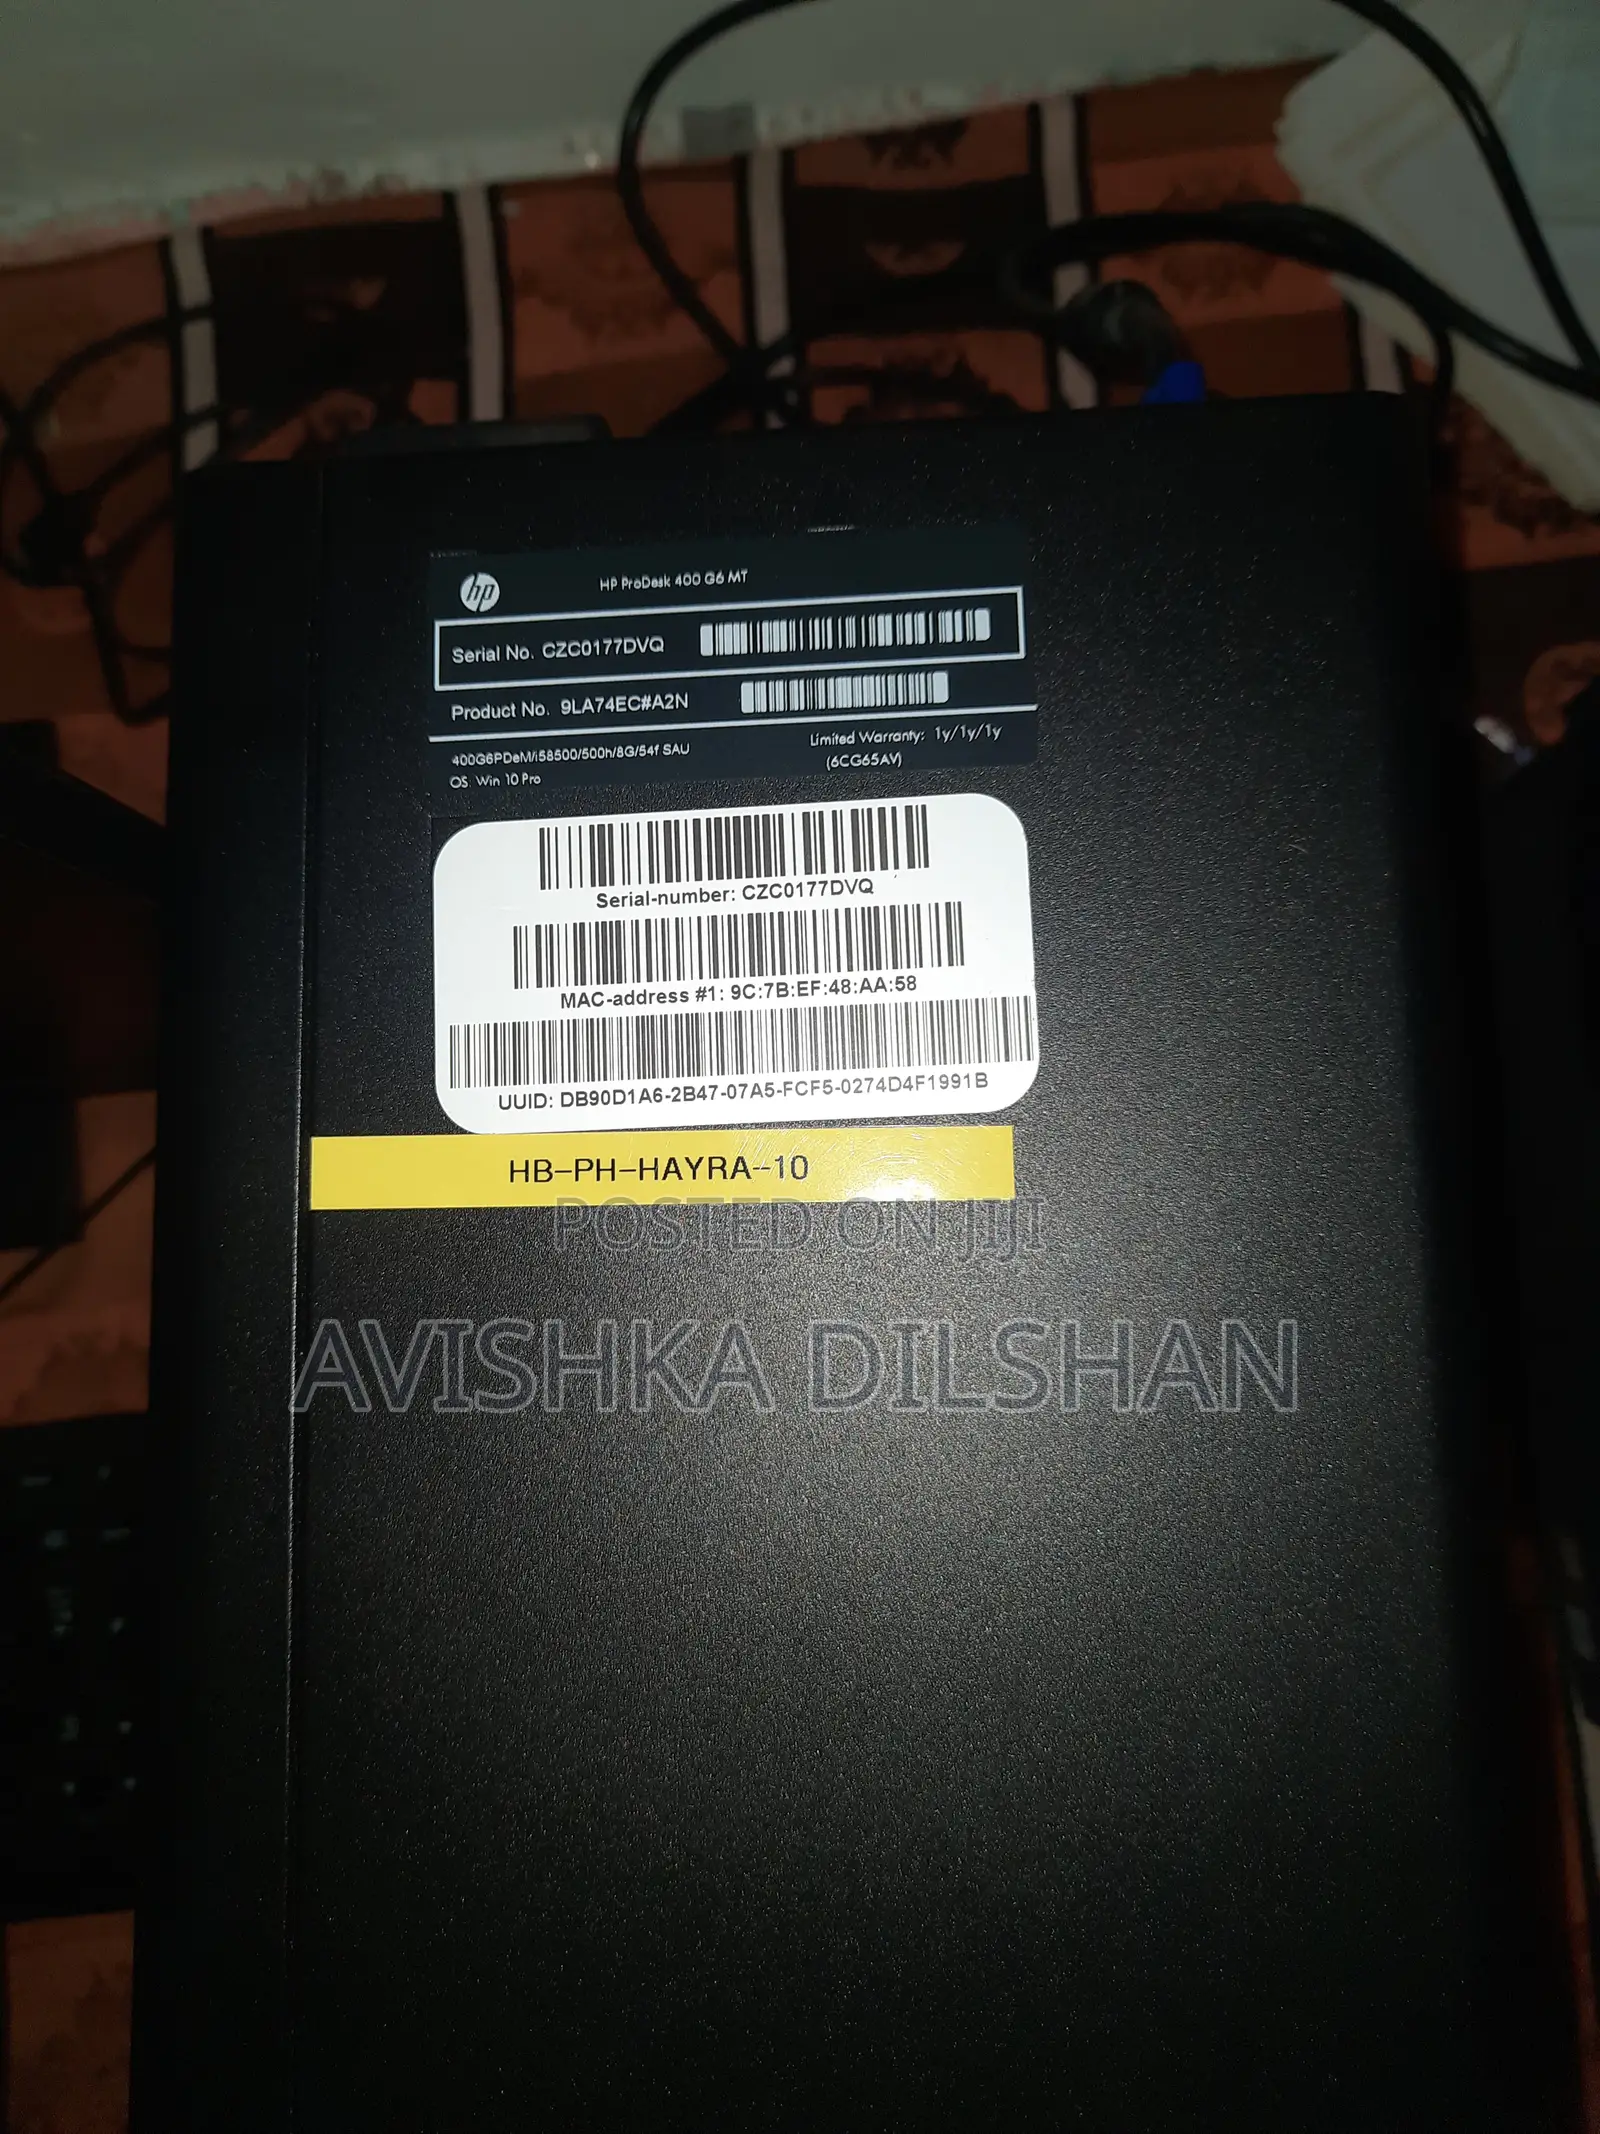 hp
HP ProDesk 400 G6 MT
Serial No. CZC0177DVQ
Product No. 9LA74EC#A2N
400G6PDeM/i58500/500h/8G/54f SAU
Limited Warranty: 1y/1y/1y
OS: Win 10 Pro
(6CG65AV)
Serial-number: CZC0177DVQ
MAC-address #1: 9C:7B:EF:48:AA:58
UUID: DB90D1A6-2B47-07A5-FCF5-0274D4F1991B
HB-PH-HAYRA--10
POSTED ON JIJI
AVISHKA DILSHAN